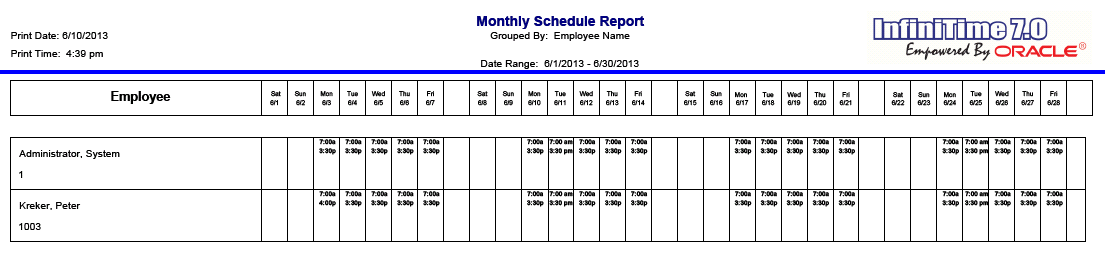 Monthly Schedule Report
Grouped By: Employee Name
Date Range: 6/1/2013 - 6/30/2013
Print Date: 6/10/2013
Print Time: 4:39 pm
InfiniTime 7.0
Empowered By ORACLE®
Employee Sat Sun Mon Tue Wed Thu Fri Sat Sun Mon Tue Wed Thu Fri Sat Sun Mon Tue Wed Thu Fri Sat Sun Mon Tue Wed Thu Fri
6/1 6/2 6/3 6/4 6/5 6/6 6/7 6/8 6/9 6/10 6/11 6/12 6/13 6/14 6/15 6/16 6/17 6/18 6/19 6/20 6/21 6/22 6/23 6/24 6/25 6/26 6/27 6/28
7:00a 7:00a 7:00a 7:00a 7:00a 7:00a 7:00 am 7:00a 7:00a 7:00a 7:00a 7:00a 7:00a 7:00a 7:00a 7:00a 7:00 am 7:00a 7:00a 7:00a
Administrator, System 3:30p 3:30p 3:30p 3:30p 3:30p 3:30p 3:30 pm 3:30p 3:30p 3:30p 3:30p 3:30p 3:30p 3:30p 3:30p 3:30p 3:30 pm 3:30p 3:30p 3:30p
1
7:00a 7:00a 7:00a 7:00a 7:00a 7:00a 7:00 am 7:00a 7:00a 7:00a 7:00a 7:00a 7:00a 7:00a 7:00a 7:00a 7:00 am 7:00a 7:00a 7:00a
Kreker, Peter 4:00p 3:30p 3:30p 3:30p 3:30p 3:30p 3:30 pm 3:30p 3:30p 3:30p 3:30p 3:30p 3:30p 3:30p 3:30p 3:30p 3:30 pm 3:30p 3:30p 3:30p
1003